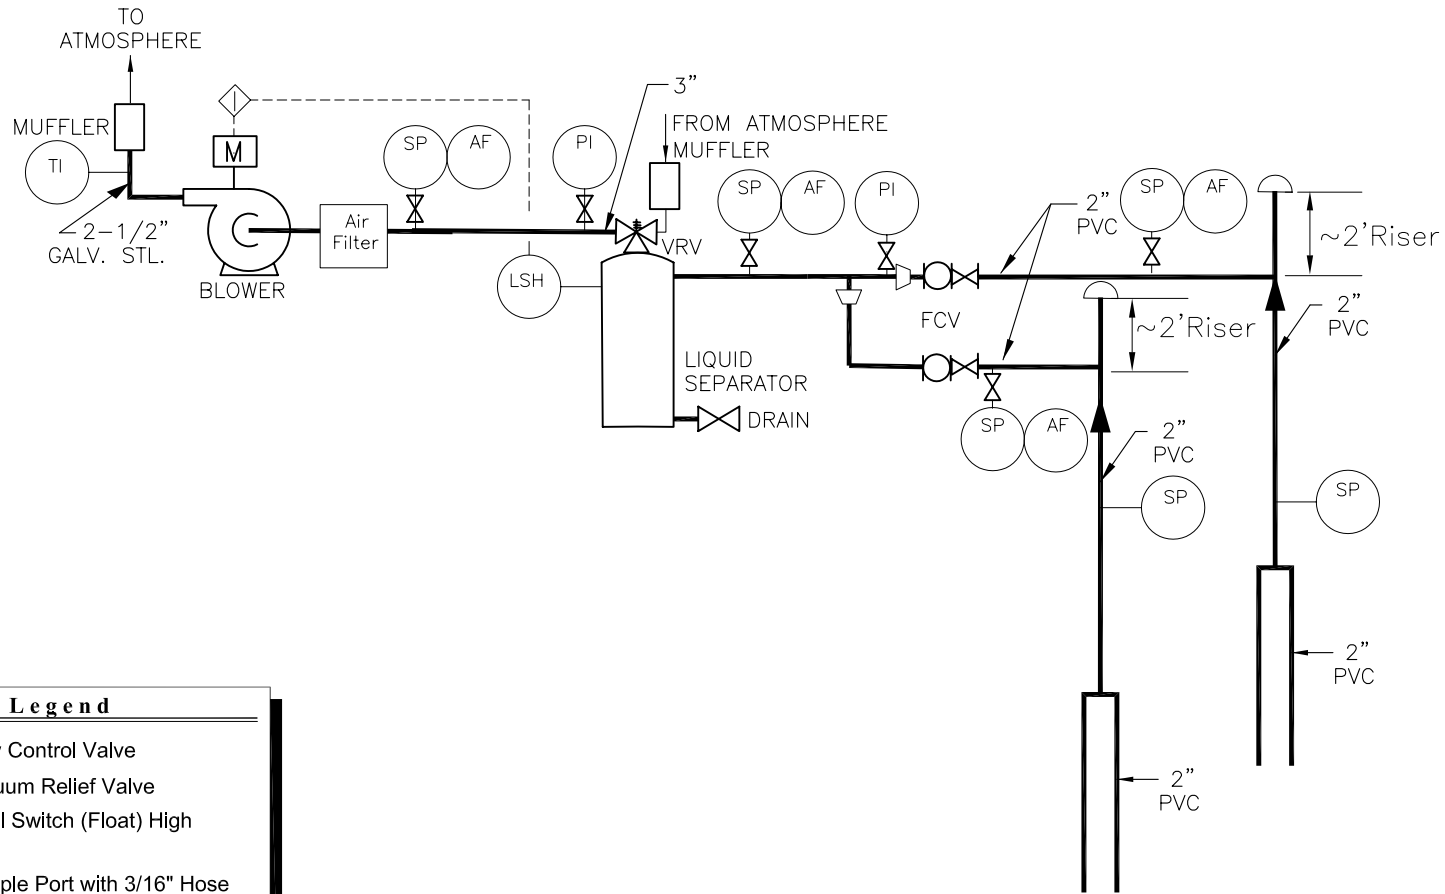 TO
ATMOSPHERE
MUFFLER
TI
M
2-1/2”
GALV. STL.
BLOWER
Air
Filter
SP
AF
PI
3”
FROM ATMOSPHERE
MUFFLER
VRV
LSH
LIQUID
SEPARATOR
DRAIN
SP
AF
PI
2”
PVC
FCV
SP
AF
~2'Riser
~2'Riser
2”
PVC
SP
AF
2”
PVC
SP
SP
2”
PVC
2”
PVC
Legend
Control Valve
Relief Valve
Switch (Float) High
Port with 3/16" Hose